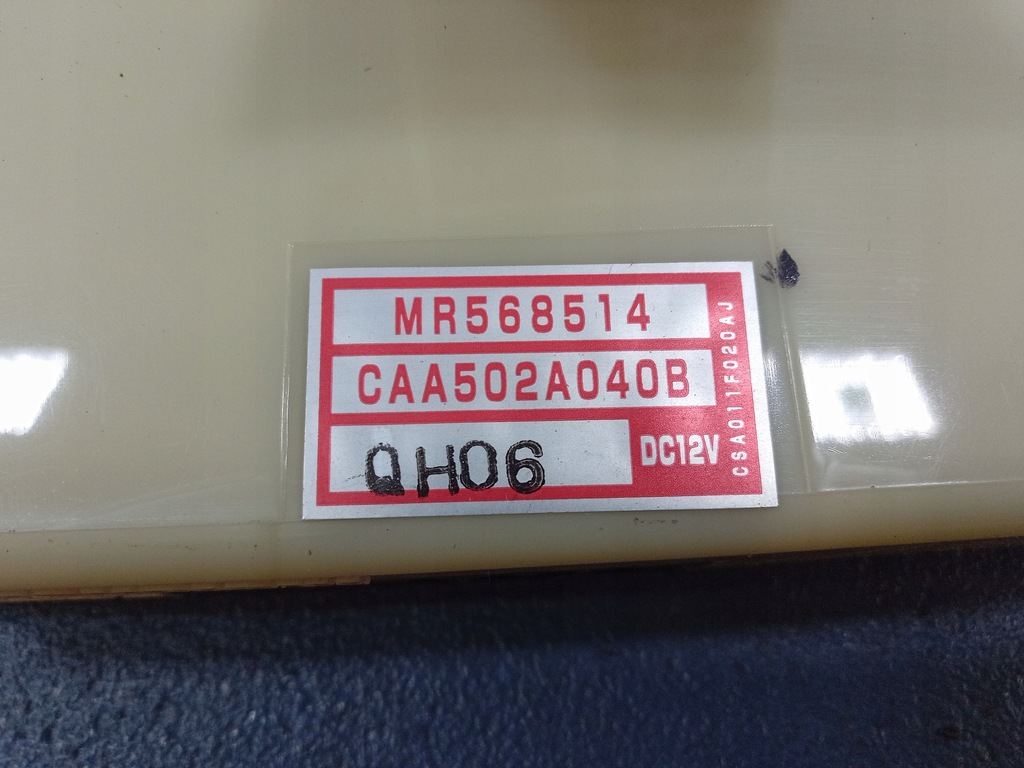 MR568514
CAA502A040B
QH06
DC12V
CSA011F020AJ